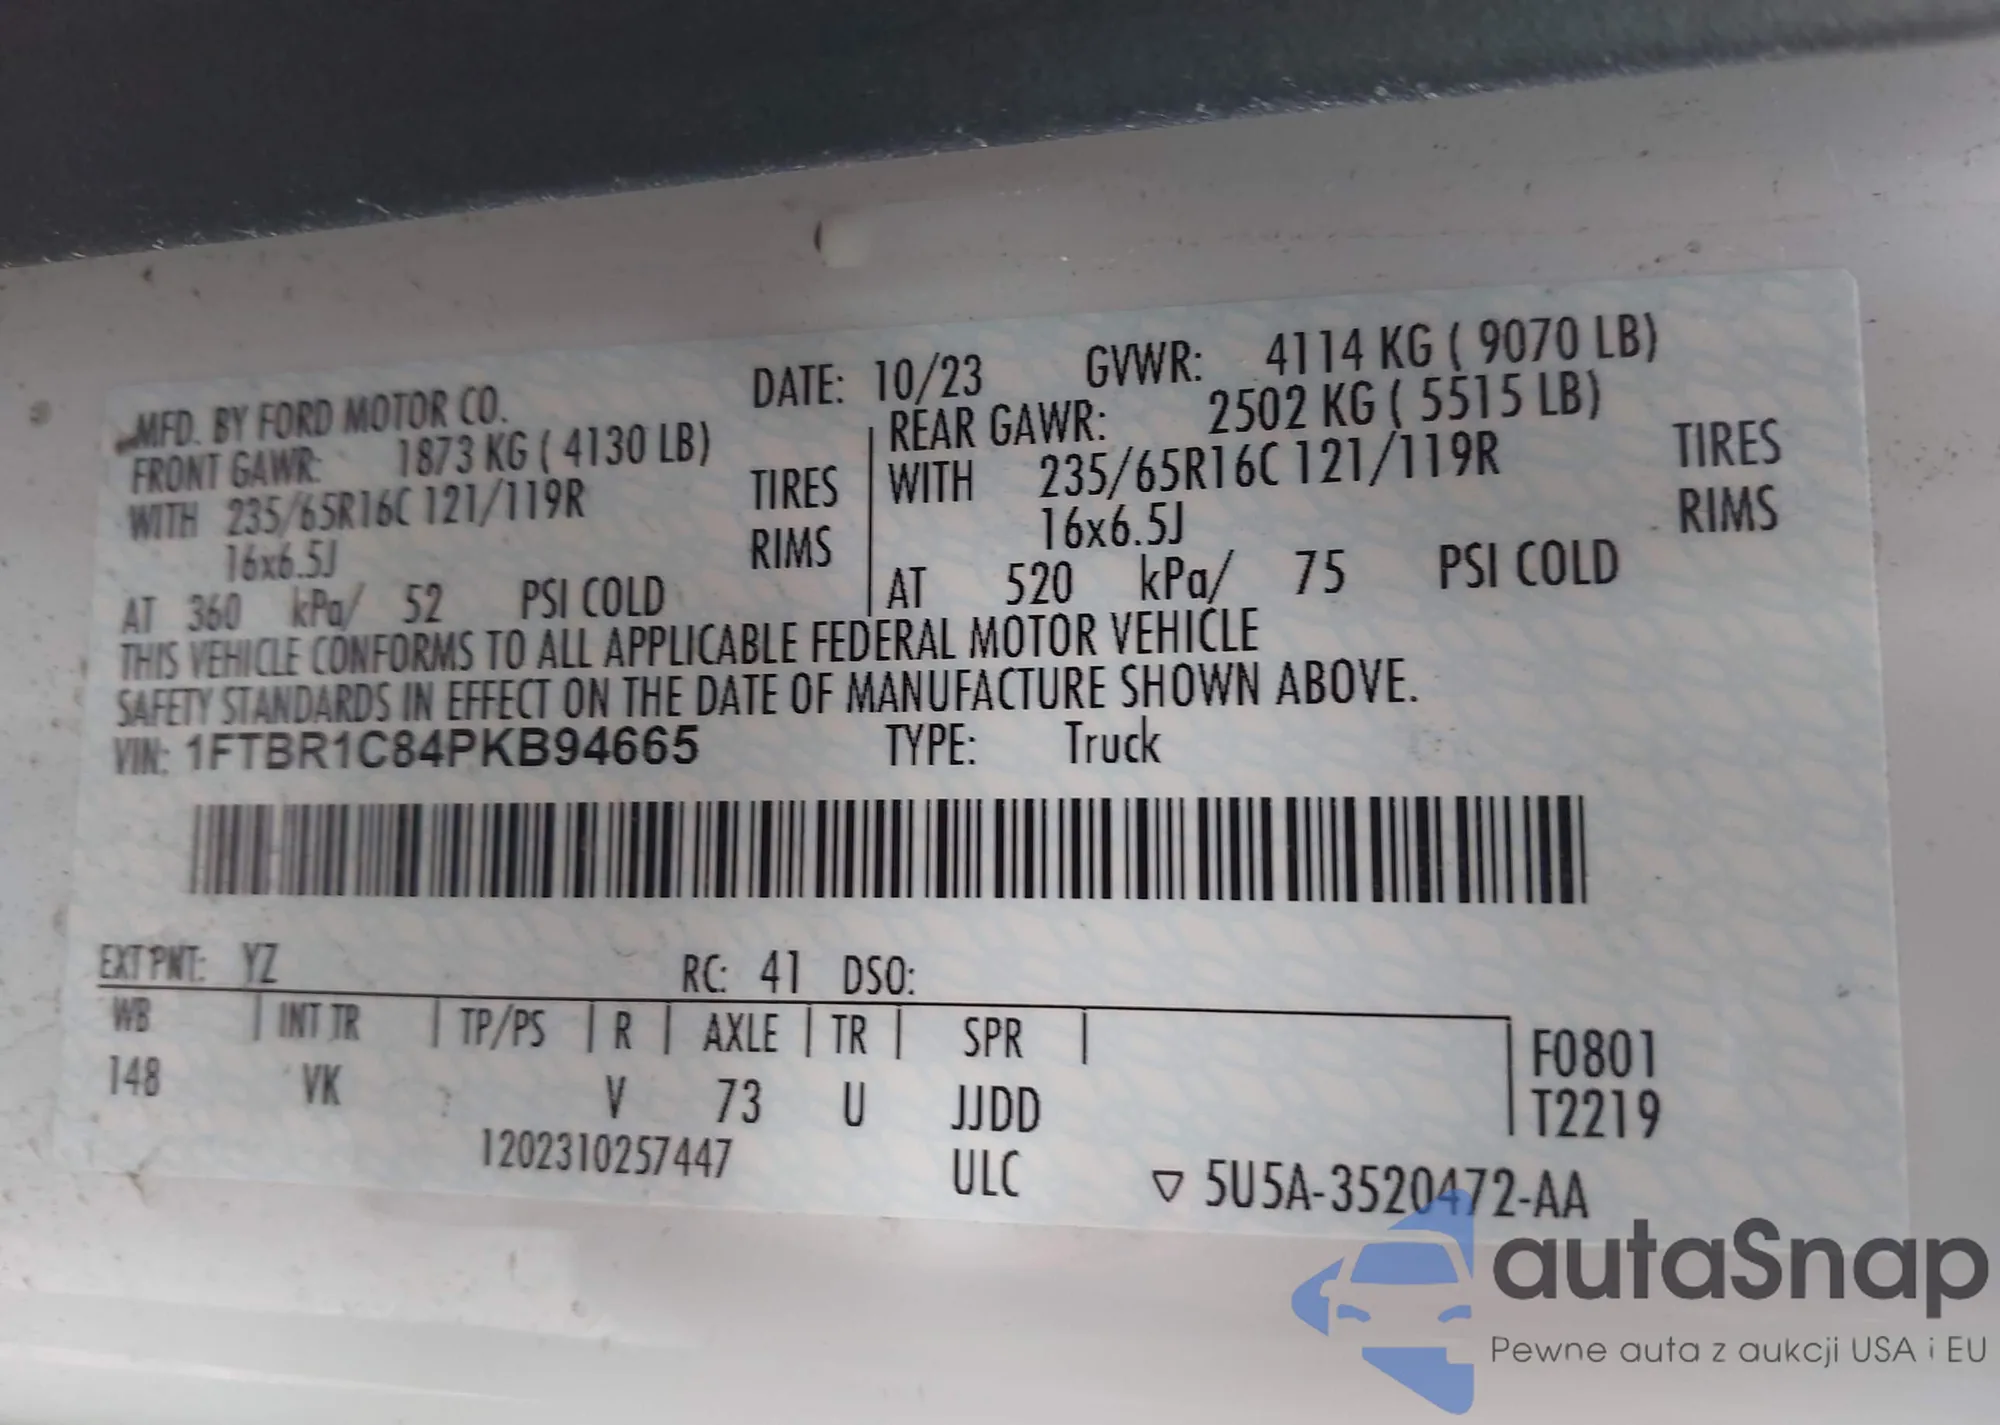 MFD. BY FORD MOTOR CO. DATE: 10/23 GVWR: 4114 KG ( 9070 LB)
FRONT GAWR: 1873 KG ( 4130 LB) REAR GAWR: 2502 KG ( 5515 LB)
WITH 235/65R16C 121/119R TIRES WITH 235/65R16C 121/119R TIRES
16x6.5J RIMS 16x6.5J RIMS
AT 360 kPa/ 52 PSI COLD AT 520 kPa/ 75 PSI COLD
THIS VEHICLE CONFORMS TO ALL APPLICABLE FEDERAL MOTOR VEHICLE
SAFETY STANDARDS IN EFFECT ON THE DATE OF MANUFACTURE SHOWN ABOVE.
VIN: 1FTBR1C84PKB94665 TYPE: Truck
EXT PNT: YZ RC: 41 DSO:
WB | INT TR | TP/PS | R | AXLE | TR | SPR | F0801
148 VK V 73 U JJDD T2219
1202310257447 ULC ▽ 5U5A-3520472-AA
autaSnap
Pewne auta z aukcji USA i EU